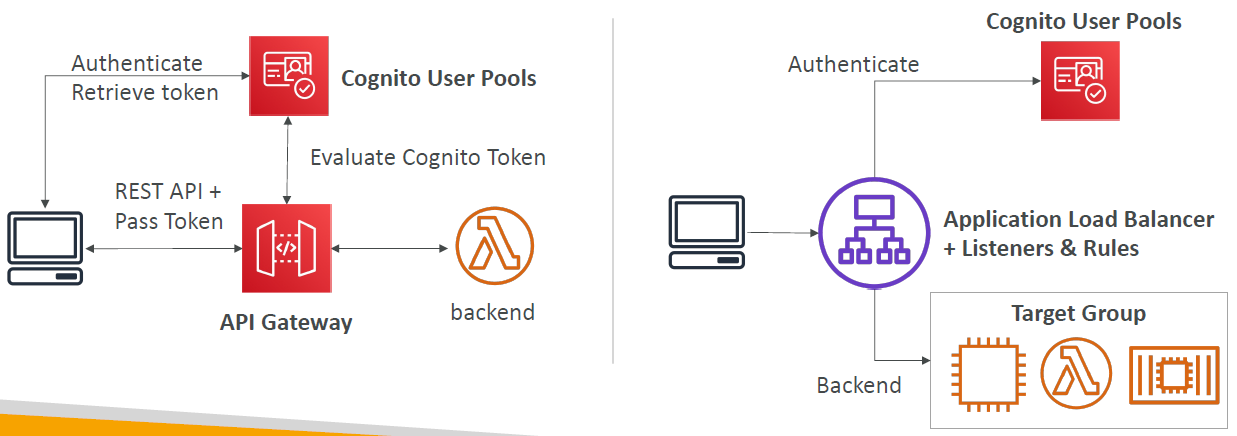 Authenticate
Retrieve token
Cognito User Pools
Evaluate Cognito Token
REST API +
Pass Token
</>
API Gateway
backend
Cognito User Pools
Authenticate
Application Load Balancer
+ Listeners & Rules
Target Group
Backend